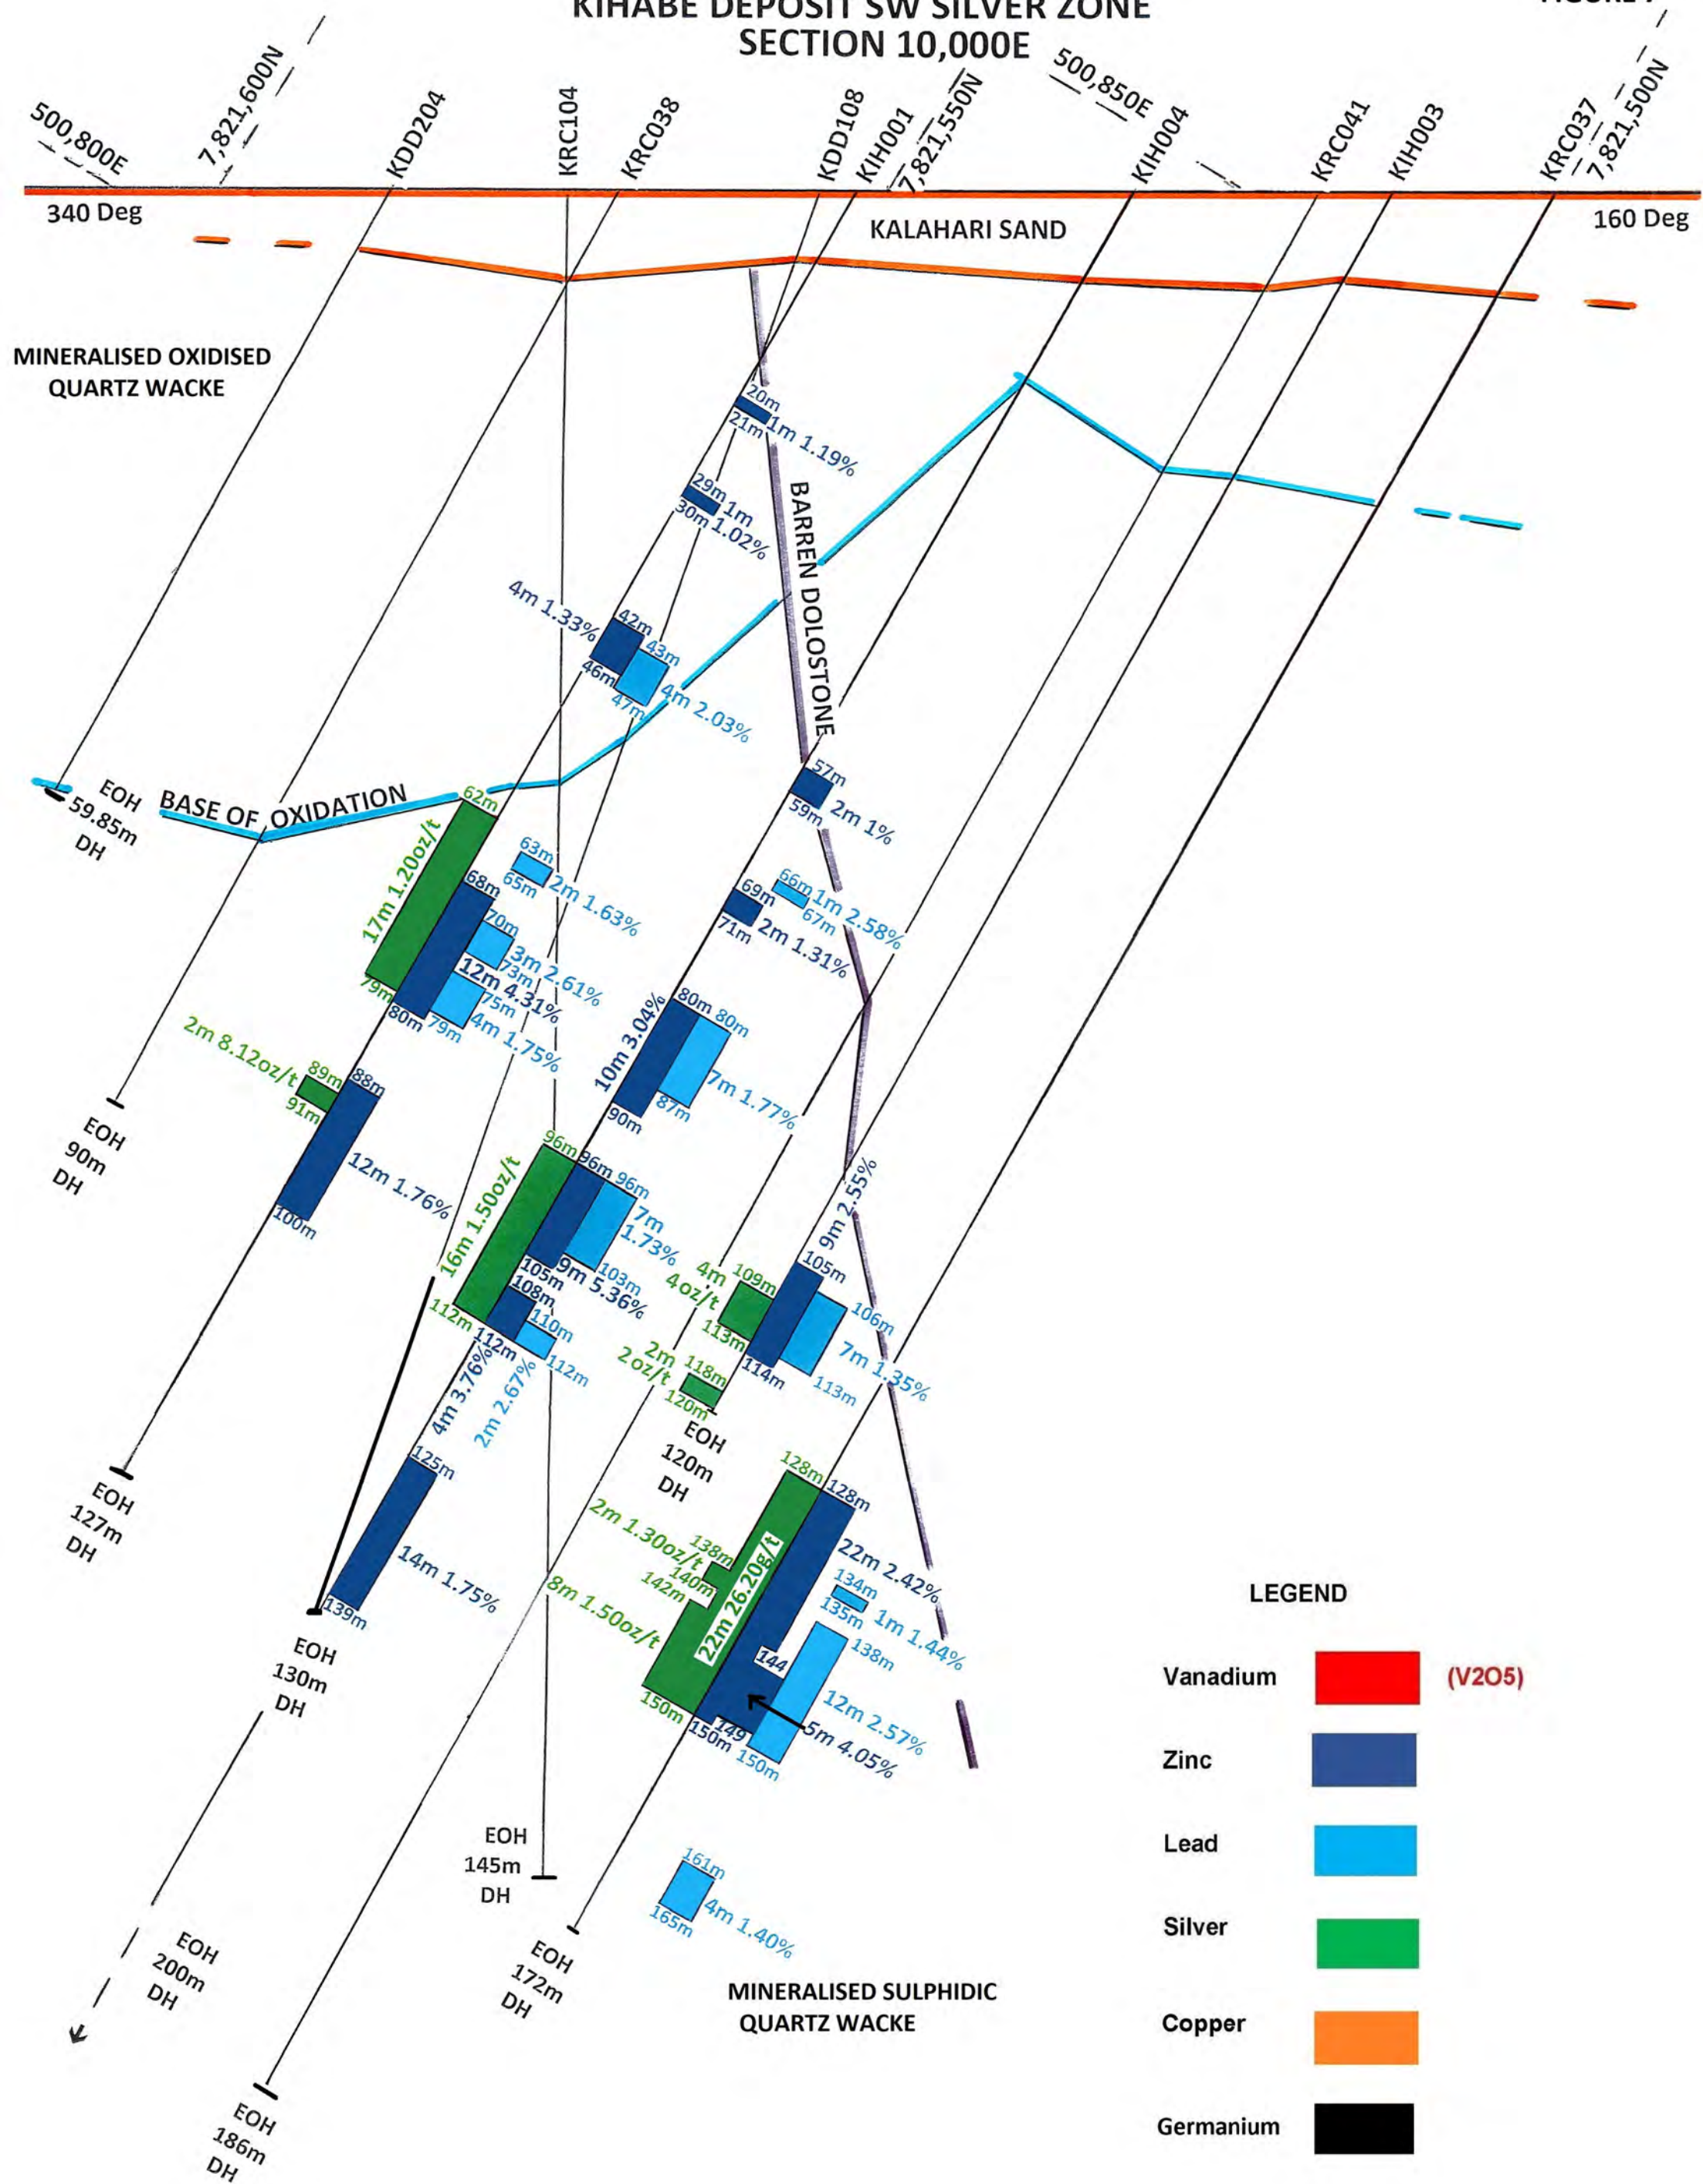 KIHABE DEPOSIT SW SILVER ZONE
SECTION 10,000E
500,800E
7,821,600N
KDD204
KRC104
KRC038
KDD108
KIH001
7,821,550N
500,850E
KIH004
KRC041
KIH003
KRC037
7,821,500N
340 Deg
KALAHARI SAND
160 Deg
MINERALISED OXIDISED
QUARTZ WACKE
20m
21m
1m 1.19%
29m
30m
1m
1.02%
BARREN DOLOSTONE
4m 1.33%
42m
46m
43m
47m
4m 2.03%
EOH
59.85m
DH
BASE OF OXIDATION
57m
59m
2m 1%
62m
17m 1.20oz/t
79m
63m
65m
2m 1.63%
68m
80m
12m 4.31%
70m
73m
3m 2.61%
75m
79m
4m 1.75%
66m
67m
1m 2.58%
69m
71m
2m 1.31%
10m 3.04%
80m
80m
90m
87m
7m 1.77%
2m 8.12oz/t
89m
91m
88m
100m
12m 1.76%
EOH
90m
DH
96m
96m
96m
16m 1.50oz/t
112m
7m
1.73%
103m
105m
9m 5.36%
108m
112m
4m 3.76%
110m
112m
2m 2.67%
9m 2.55%
105m
114m
4m
4oz/t
109m
113m
106m
113m
7m 1.35%
2m
2oz/t
118m
120m
EOH
120m
DH
EOH
127m
DH
125m
139m
14m 1.75%
EOH
130m
DH
128m
128m
2m 1.30oz/t
138m
140m
142m
8m 1.50oz/t
150m
22m 26.20g/t
22m 2.42%
134m
135m
1m 1.44%
138m
12m 2.57%
144
149
150m
150m
5m 4.05%
EOH
145m
DH
161m
165m
4m 1.40%
EOH
172m
DH
EOH
200m
DH
EOH
186m
DH
MINERALISED SULPHIDIC
QUARTZ WACKE
LEGEND
Vanadium (V2O5)
Zinc
Lead
Silver
Copper
Germanium